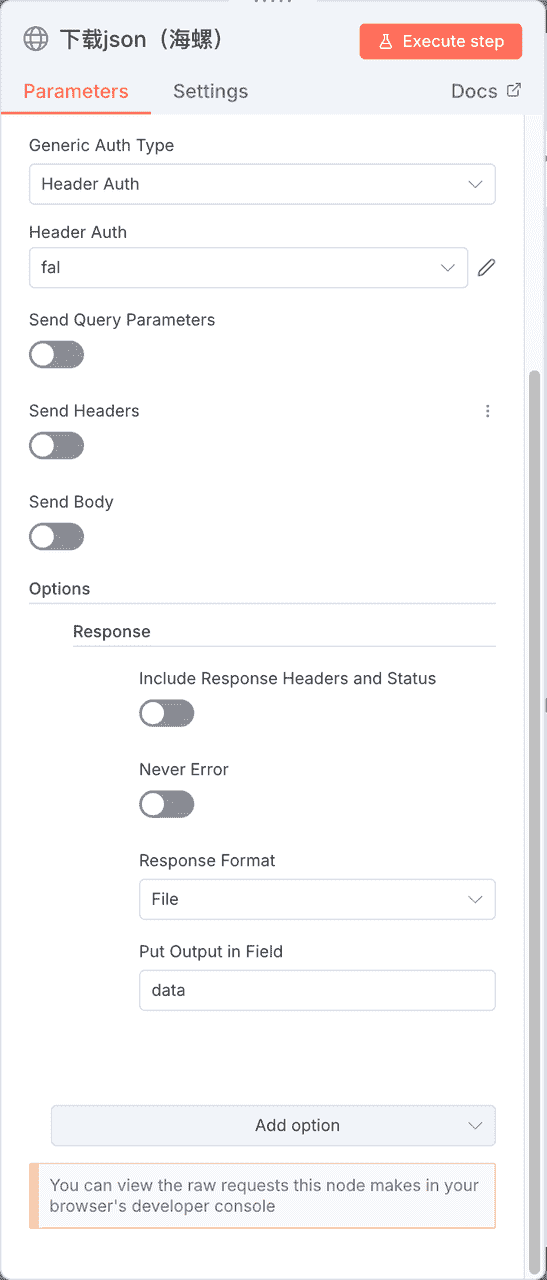 下载json（海螺）
Execute step
Parameters
Settings
Docs
Generic Auth Type
Header Auth
Header Auth
fal
Send Query Parameters
Send Headers
Send Body
Options
Response
Include Response Headers and Status
Never Error
Response Format
File
Put Output in Field
data
Add option
You can view the raw requests this node makes in your
browser's developer console